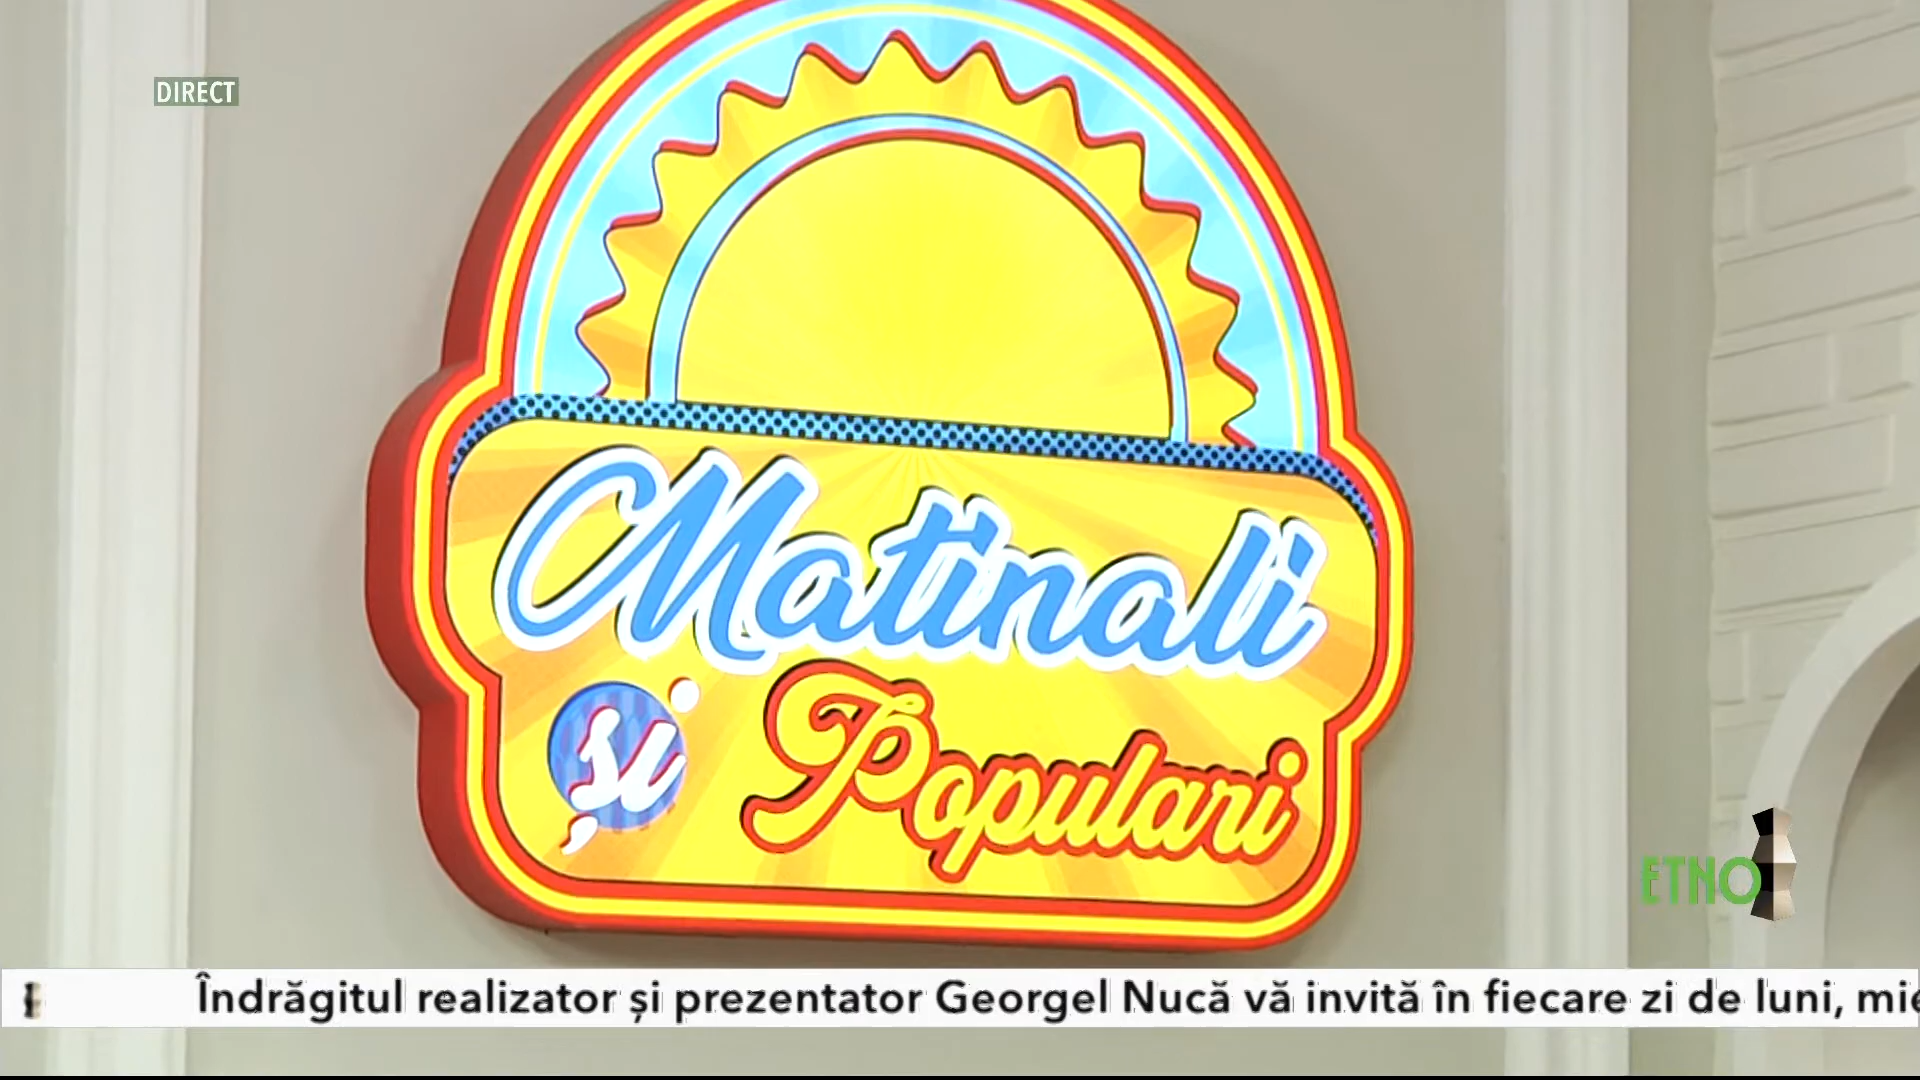 DIRECT
Matinali
și Populari
ETNO
Îndrăgitul realizator și prezentator Georgel Nucă vă invită în fiecare zi de luni,